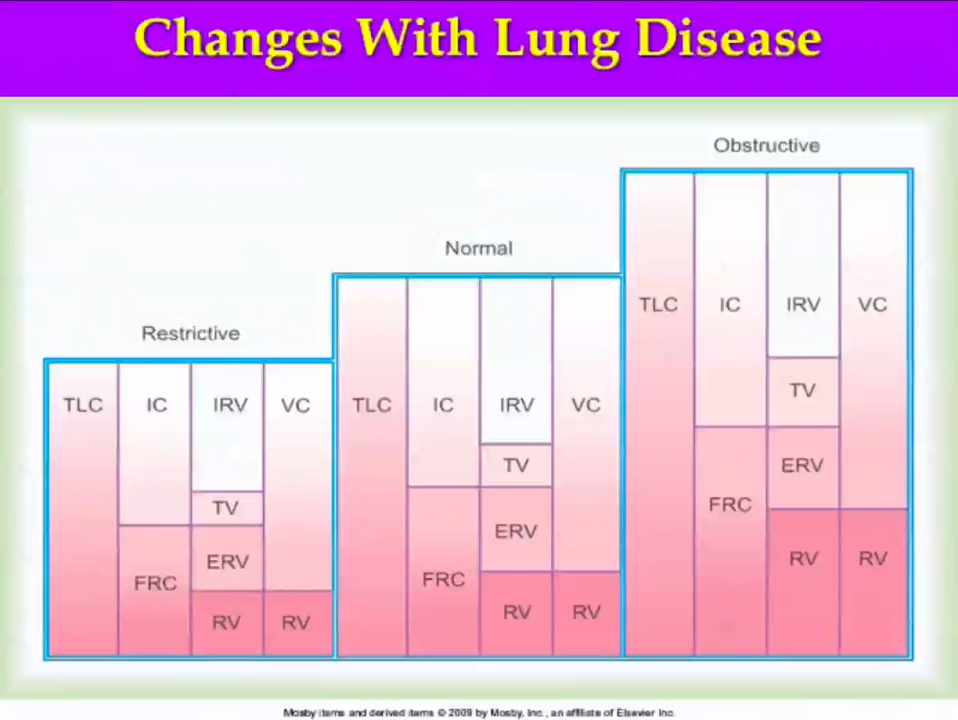 Changes With Lung Disease
Obstructive
Normal
Restrictive
TLC IC IRV VC
TV
ERV
FRC
RV RV
TLC IC IRV VC
TV
ERV
FRC
RV RV
TLC IC IRV VC
TV
ERV
FRC
RV RV
Mosby items and derived items © 2009 by Mosby, Inc., an affiliate of Elsevier Inc.